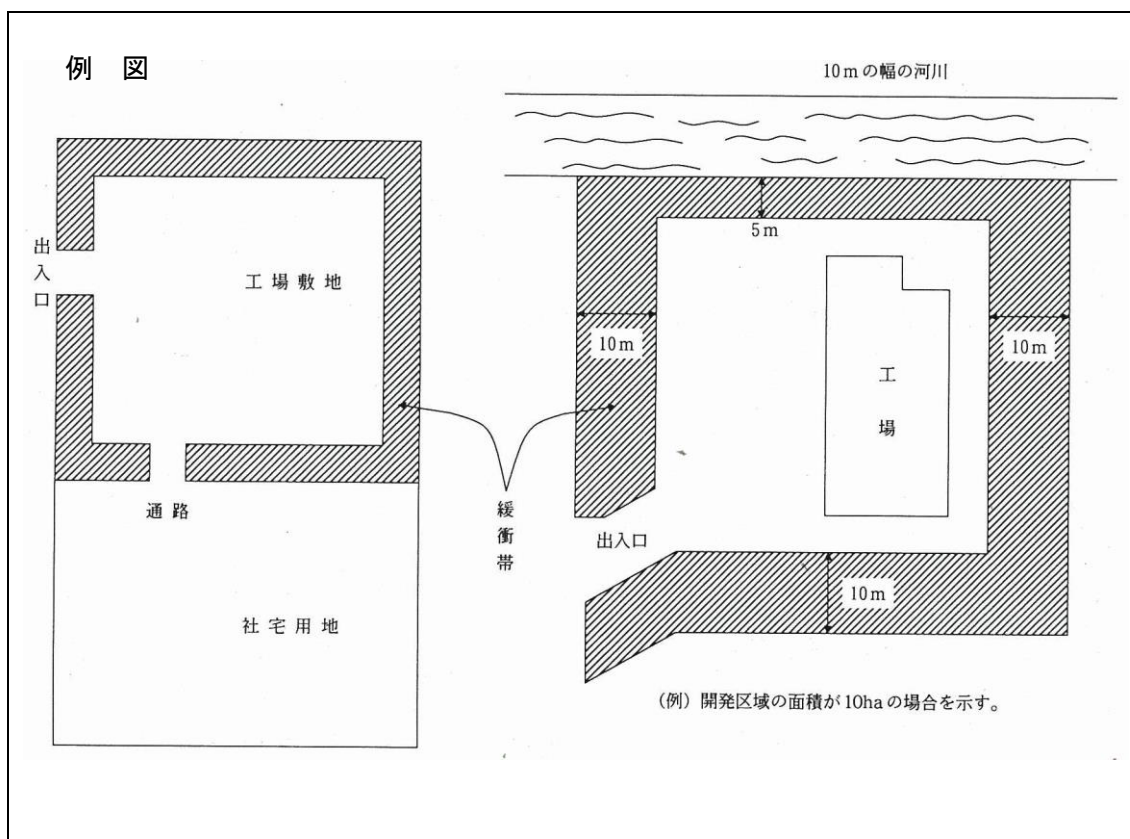 例　図
出入口
工場敷地
通路
社宅用地
緩衝帯
10mの幅の河川
5m
10m
10m
工場
出入口
10m
(例) 開発区域の面積が10haの場合を示す。